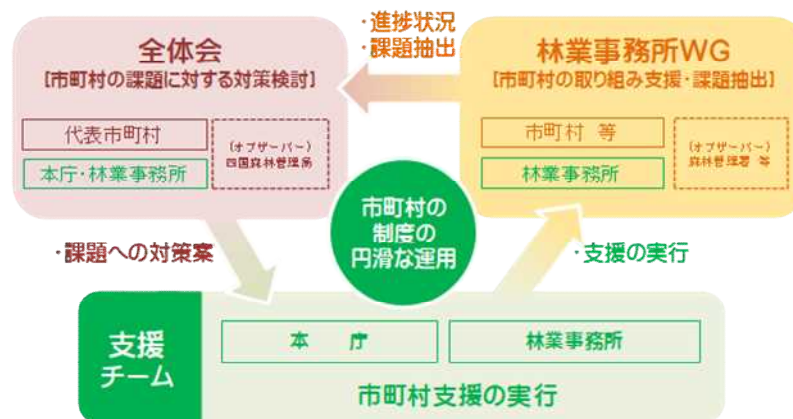 全体会
[市町村の課題に対する対策検討]
代表市町村
本庁・林業事務所
(オブザーバー)
四国森林管理局
・進捗状況
・課題抽出
林業事務所WG
[市町村の取り組み支援・課題抽出]
市町村 等
林業事務所
(オブザーバー)
森林管理署 等
市町村の
制度の
円滑な運用
・課題への対策案
・支援の実行
支援
チーム
本 庁
林業事務所
市町村支援の実行